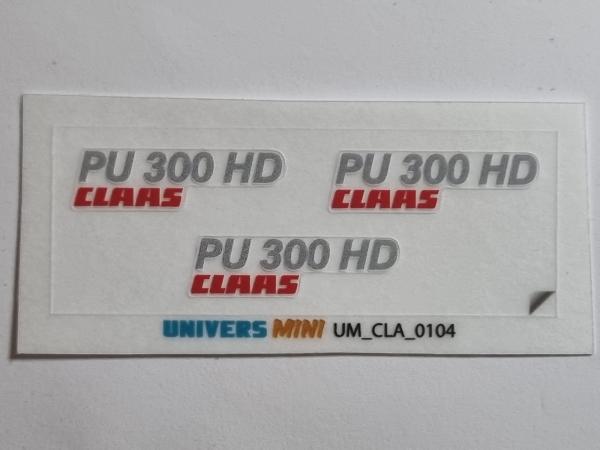 PU 300 HD
CLAAS
PU 300 HD
CLAAS
PU 300 HD
CLAAS
UNIVERS MINI UM_CLA_0104